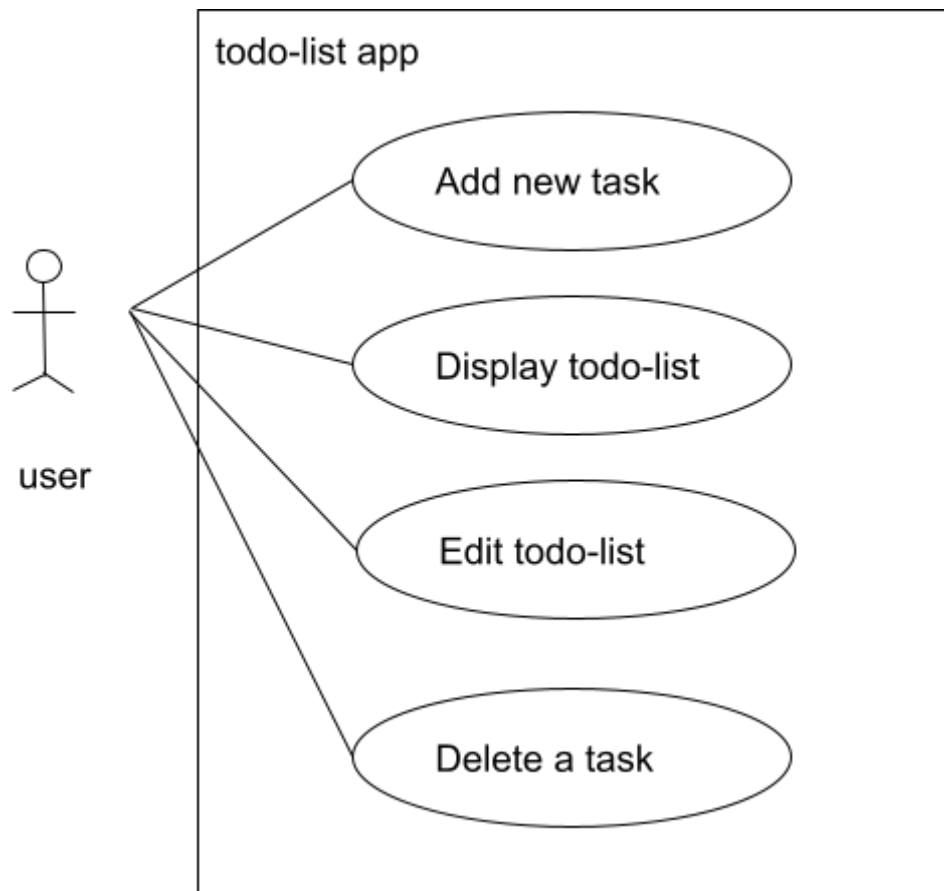 todo-list app
Add new task
Display todo-list
user
Edit todo-list
Delete a task